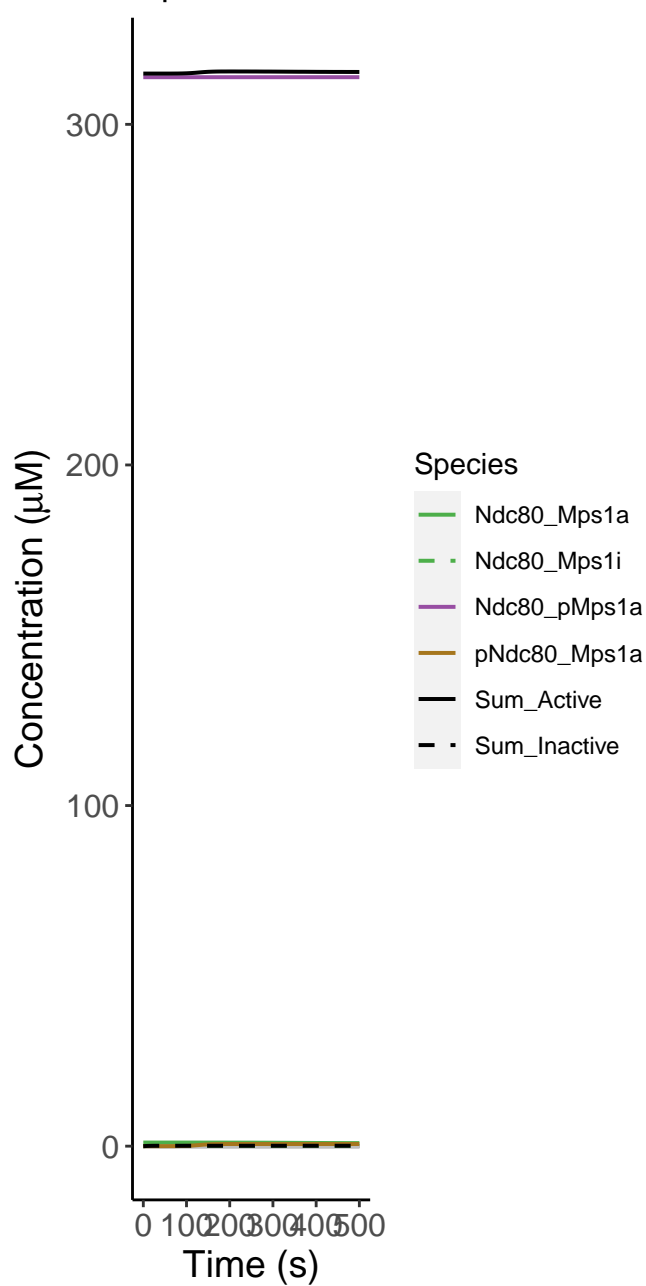 300
200
100
0
Concentration (μM)
0 100 200 300 400 500
Time (s)
Species
Ndc80_Mps1a
Ndc80_Mps1i
Ndc80_pMps1a
pNdc80_Mps1a
Sum_Active
Sum_Inactive